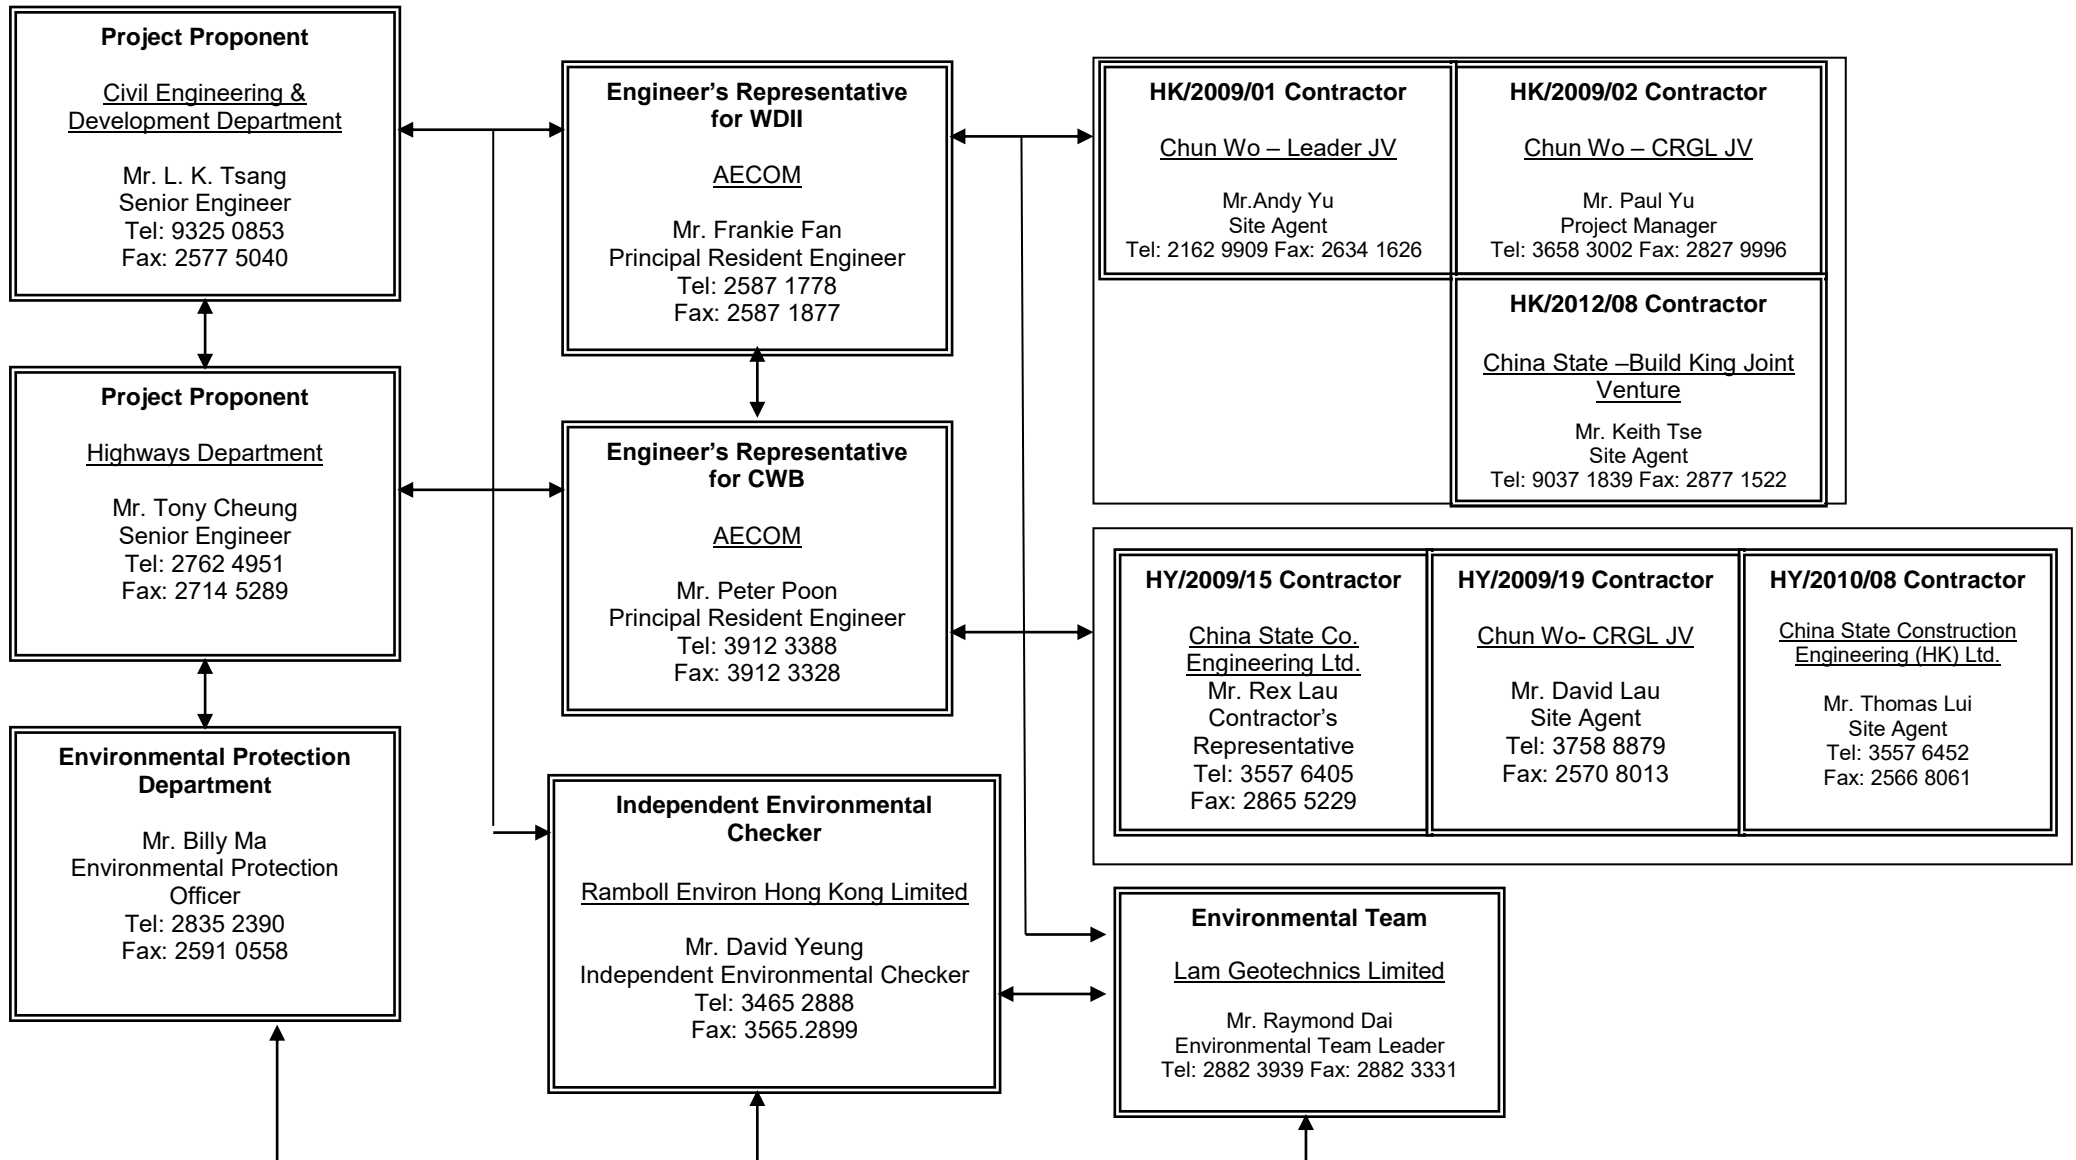 Project Proponent
Civil Engineering &
Development Department
Mr. L. K. Tsang
Senior Engineer
Tel: 9325 0853
Fax: 2577 5040
Project Proponent
Highways Department
Mr. Tony Cheung
Senior Engineer
Tel: 2762 4951
Fax: 2714 5289
Environmental Protection
Department
Mr. Billy Ma
Environmental Protection
Officer
Tel: 2835 2390
Fax: 2591 0558
Engineer’s Representative
for WDII
AECOM
Mr. Frankie Fan
Principal Resident Engineer
Tel: 2587 1778
Fax: 2587 1877
Engineer’s Representative
for CWB
AECOM
Mr. Peter Poon
Principal Resident Engineer
Tel: 3912 3388
Fax: 3912 3328
Independent Environmental
Checker
Ramboll Environ Hong Kong Limited
Mr. David Yeung
Independent Environmental Checker
Tel: 3465 2888
Fax: 3565.2899
HK/2009/01 Contractor
Chun Wo – Leader JV
Mr.Andy Yu
Site Agent
Tel: 2162 9909 Fax: 2634 1626
HK/2009/02 Contractor
Chun Wo – CRGL JV
Mr. Paul Yu
Project Manager
Tel: 3658 3002 Fax: 2827 9996
HK/2012/08 Contractor
China State –Build King Joint
Venture
Mr. Keith Tse
Site Agent
Tel: 9037 1839 Fax: 2877 1522
HY/2009/15 Contractor
China State Co.
Engineering Ltd.
Mr. Rex Lau
Contractor’s
Representative
Tel: 3557 6405
Fax: 2865 5229
HY/2009/19 Contractor
Chun Wo- CRGL JV
Mr. David Lau
Site Agent
Tel: 3758 8879
Fax: 2570 8013
HY/2010/08 Contractor
China State Construction
Engineering (HK) Ltd.
Mr. Thomas Lui
Site Agent
Tel: 3557 6452
Fax: 2566 8061
Environmental Team
Lam Geotechnics Limited
Mr. Raymond Dai
Environmental Team Leader
Tel: 2882 3939 Fax: 2882 3331